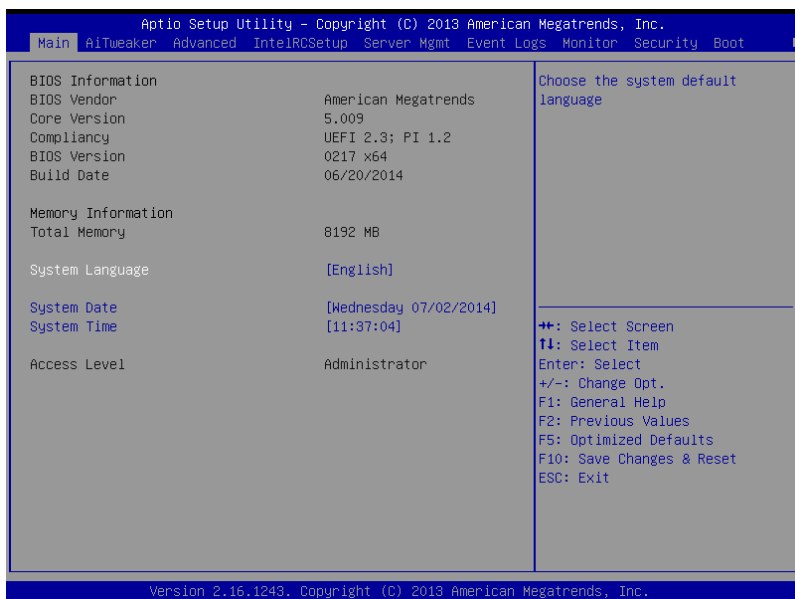 Aptio Setup Utility – Copyright (C) 2013 American Megatrends, Inc.
Main AiTweaker Advanced IntelRCSetup Server Mgmt Event Logs Monitor Security Boot
BIOS Information
BIOS Vendor American Megatrends
Core Version 5.009
Compliancy UEFI 2.3; PI 1.2
BIOS Version 0217 x64
Build Date 06/20/2014
Memory Information
Total Memory 8192 MB
System Language [English]
System Date [Wednesday 07/02/2014]
System Time [11:37:04]
Access Level Administrator
Choose the system default
language
→←: Select Screen
↑↓: Select Item
Enter: Select
+/-: Change Opt.
F1: General Help
F2: Previous Values
F5: Optimized Defaults
F10: Save Changes & Reset
ESC: Exit
Version 2.16.1243. Copyright (C) 2013 American Megatrends, Inc.